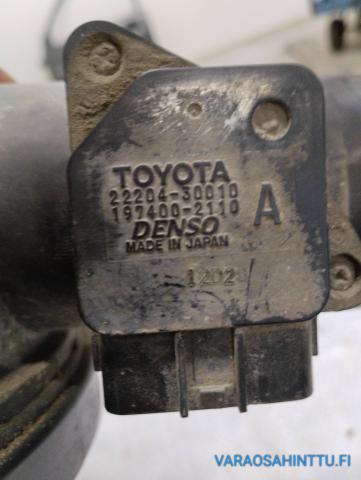 TOYOTA
22204-30010
197400-2110
A
DENSO
MADE IN JAPAN
1202
VARAOSAHINTTU.FI